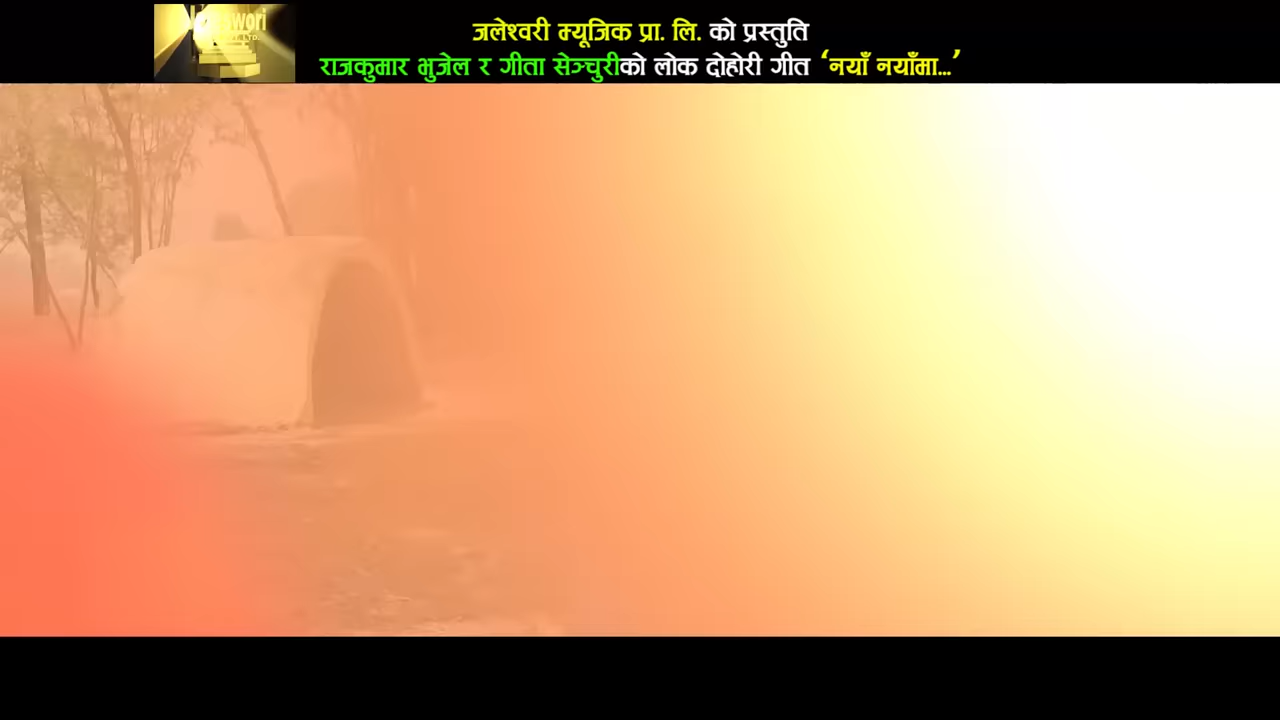 जलेश्वरी म्यूजिक प्रा. लि. को प्रस्तुति
राजकुमार भुजेल र गीता सेञ्चुरीको लोक दोहोरी गीत ‘नयाँ नयाँमा...’